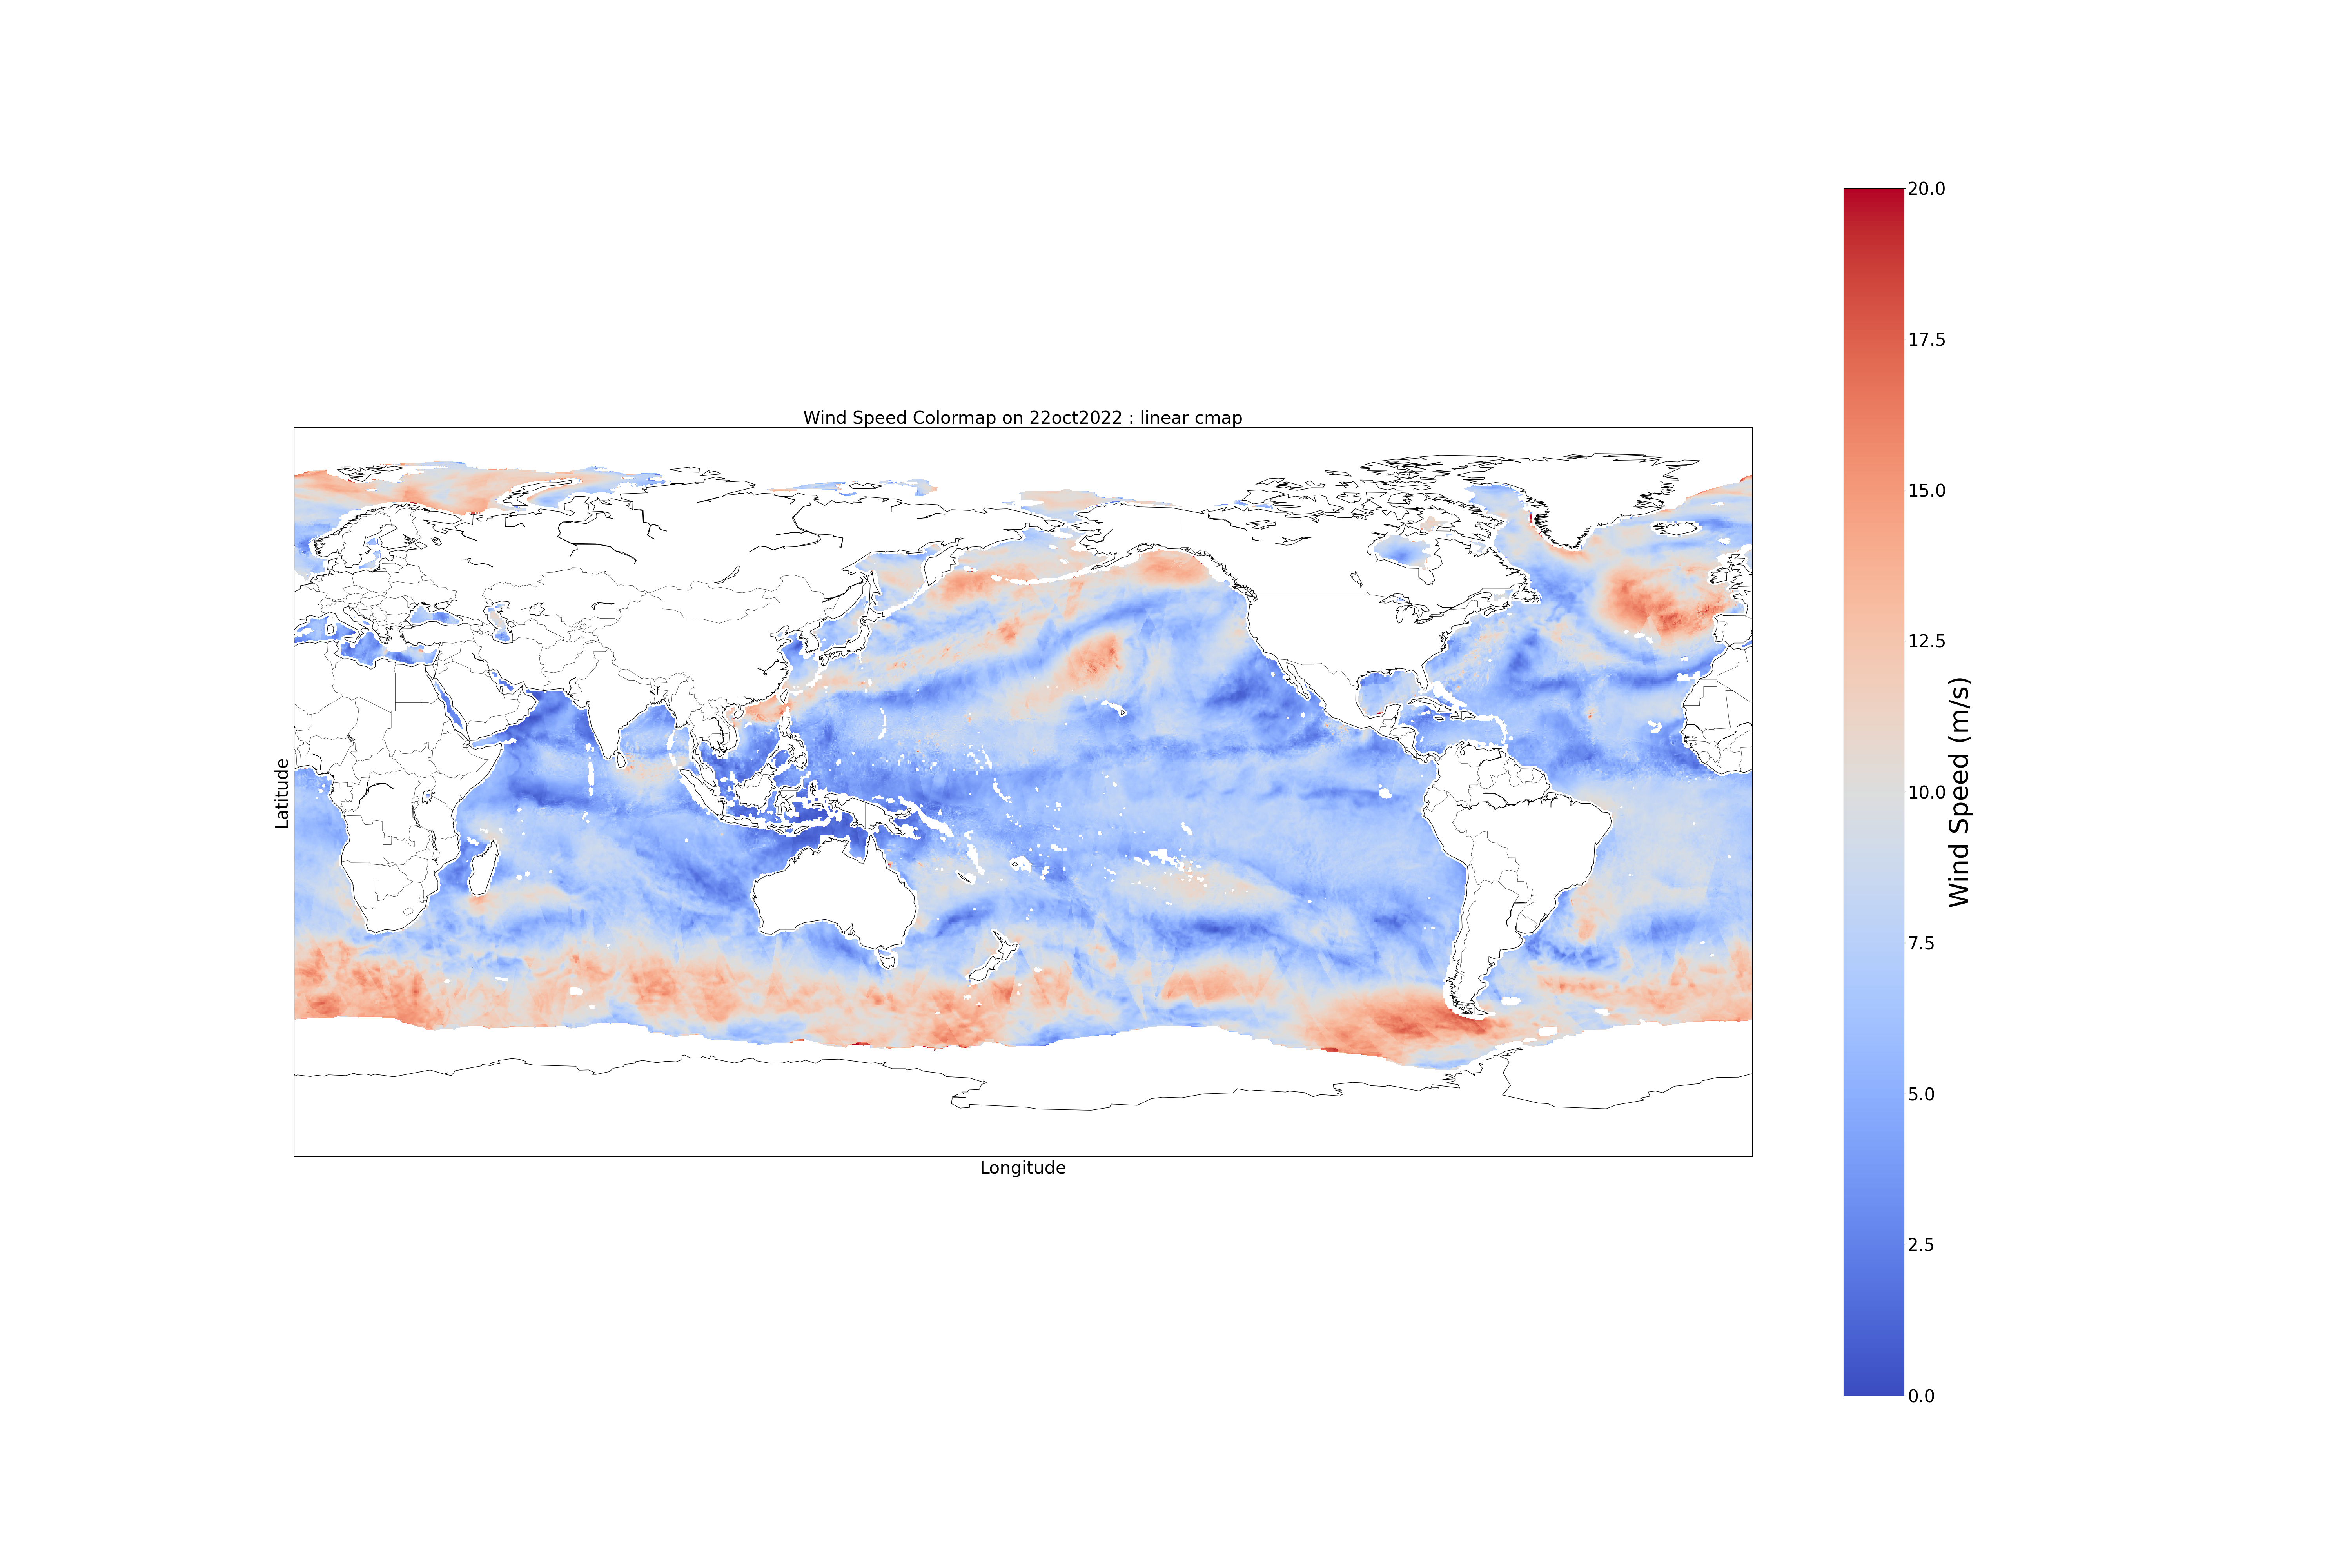 Wind Speed Colormap on 22oct2022 : linear cmap
Latitude
Longitude
20.0
17.5
15.0
12.5
10.0
7.5
5.0
2.5
0.0
Wind Speed (m/s)